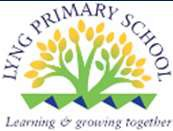 LYNG PRIMARY SCHOOL
Learning & growing together